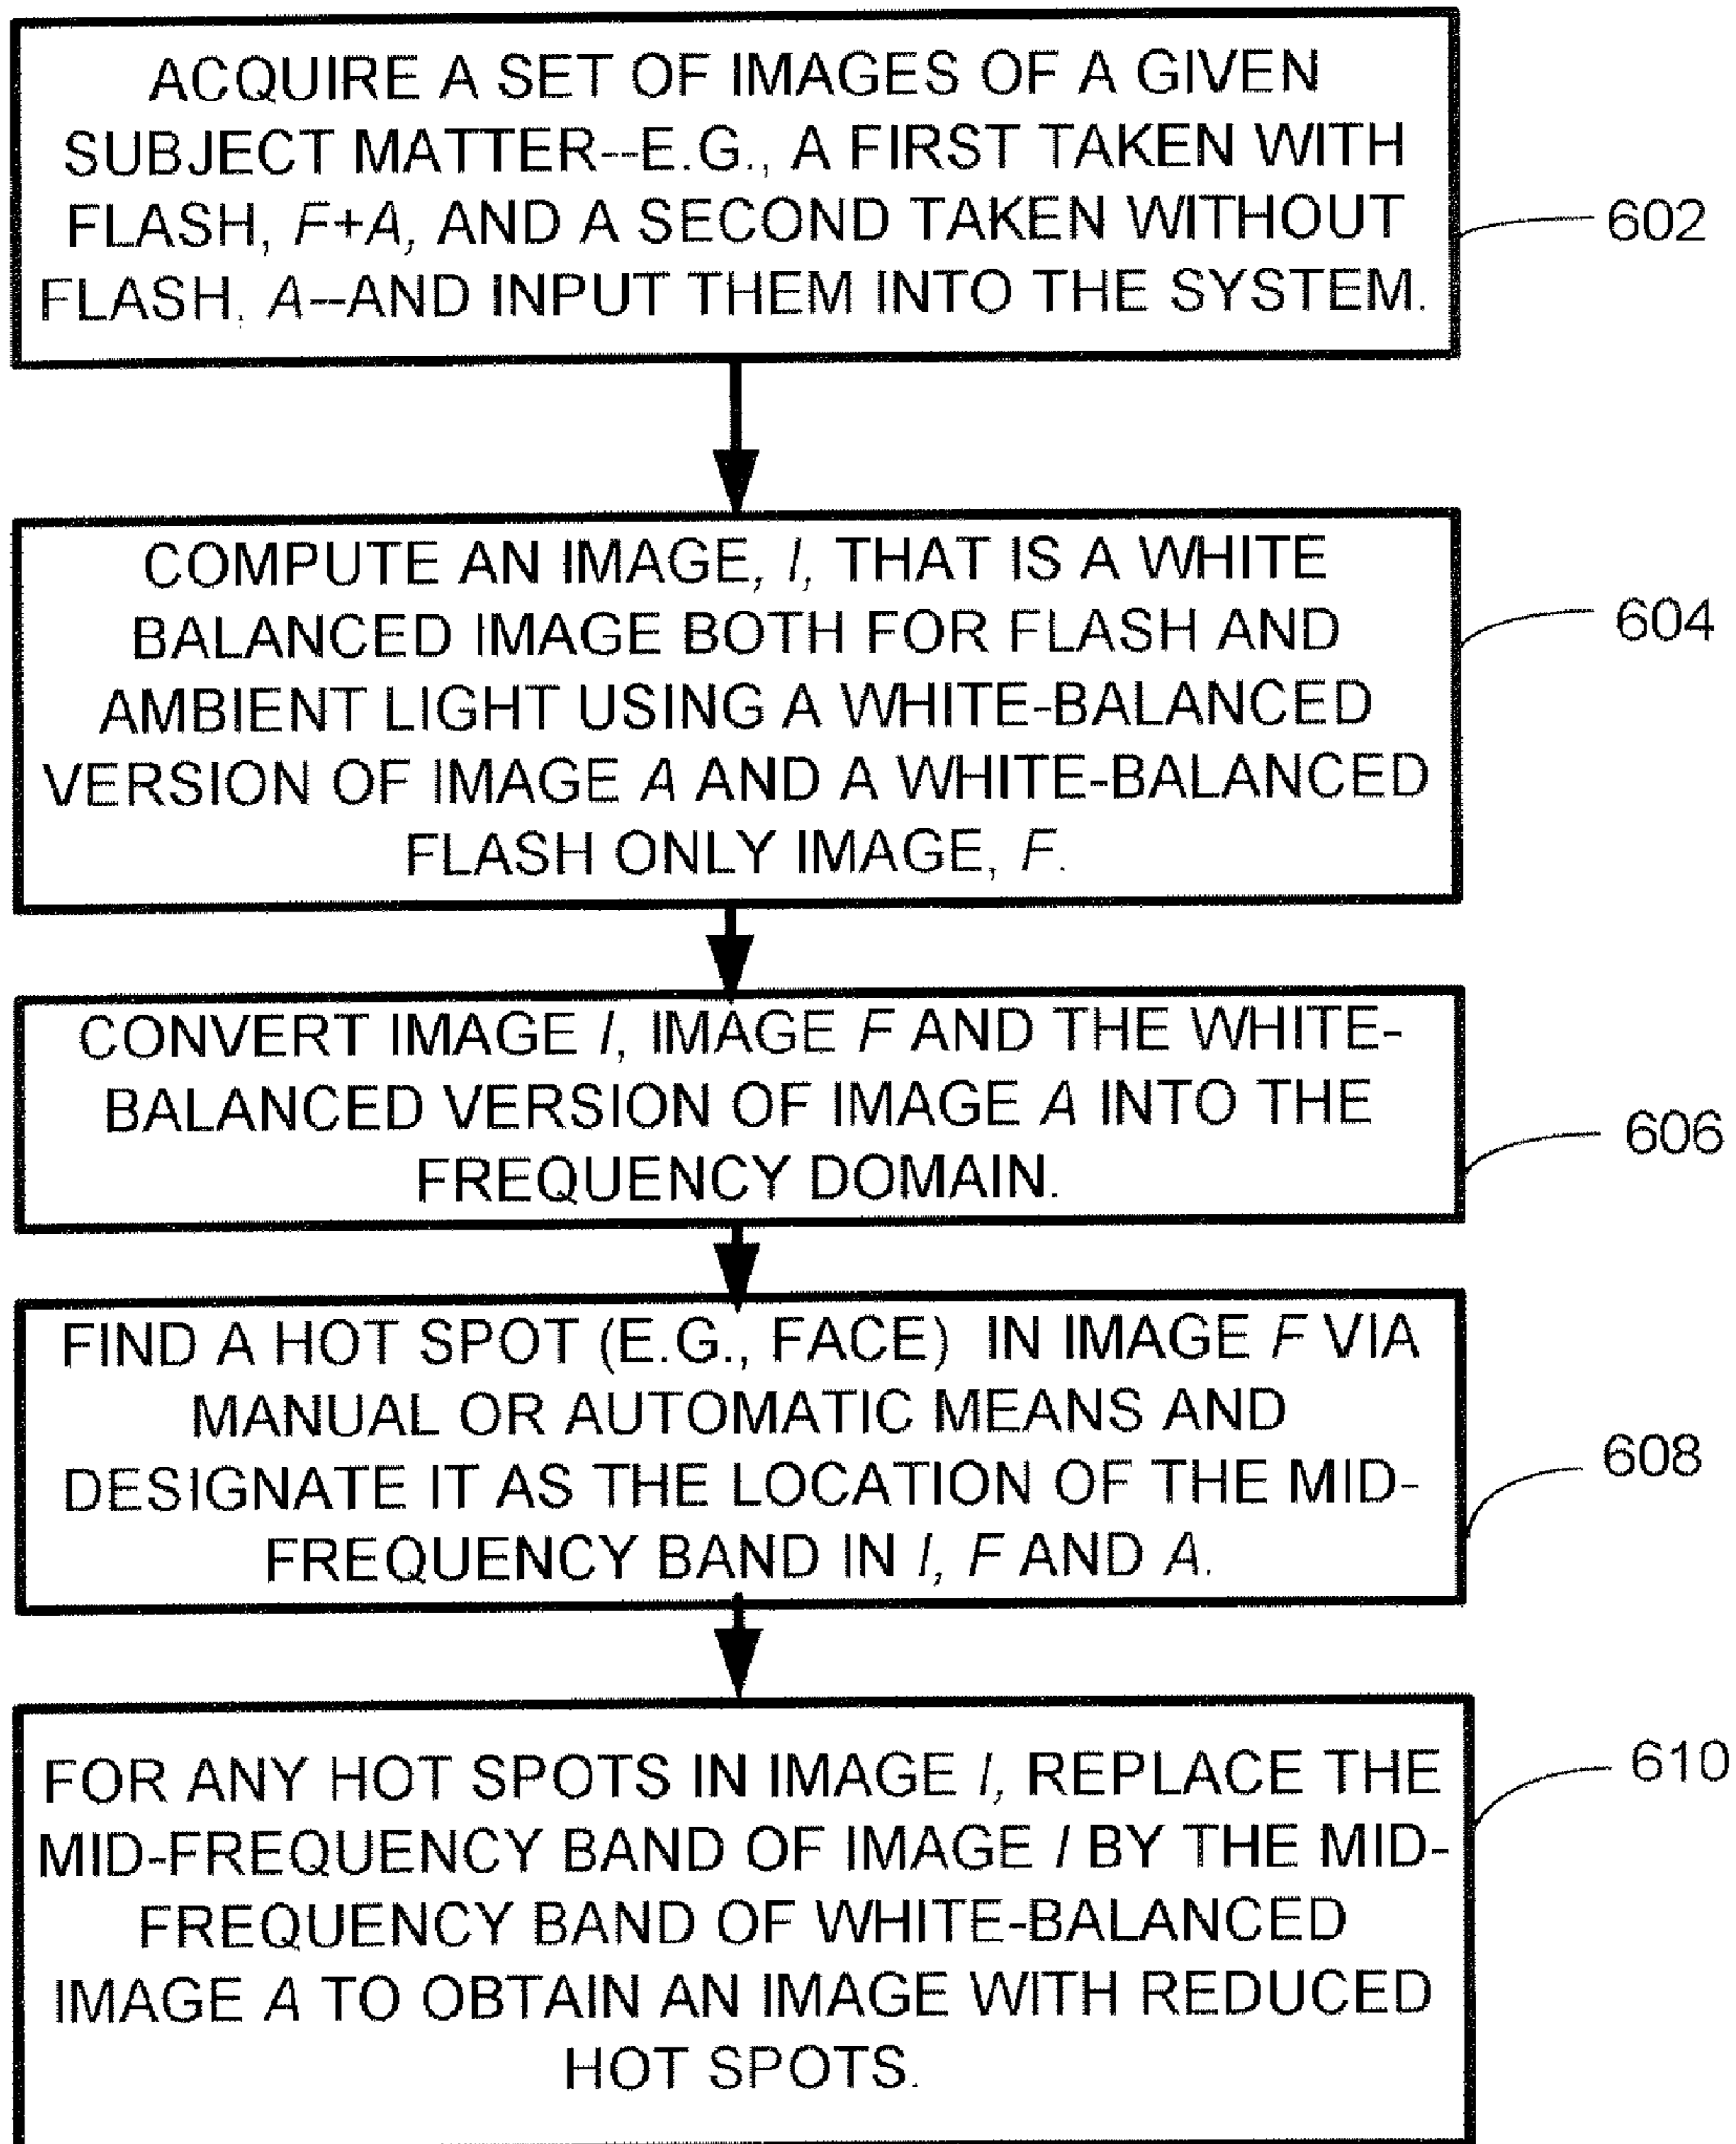 ACQUIRE A SET OF IMAGES OF A GIVEN
SUBJECT MATTER--E.G., A FIRST TAKEN WITH
FLASH, F+A, AND A SECOND TAKEN WITHOUT
FLASH, A--AND INPUT THEM INTO THE SYSTEM.
602
COMPUTE AN IMAGE, I, THAT IS A WHITE
BALANCED IMAGE BOTH FOR FLASH AND
AMBIENT LIGHT USING A WHITE-BALANCED
VERSION OF IMAGE A AND A WHITE-BALANCED
FLASH ONLY IMAGE, F.
604
CONVERT IMAGE I, IMAGE F AND THE WHITE-
BALANCED VERSION OF IMAGE A INTO THE
FREQUENCY DOMAIN.
606
FIND A HOT SPOT (E.G., FACE) IN IMAGE F VIA
MANUAL OR AUTOMATIC MEANS AND
DESIGNATE IT AS THE LOCATION OF THE MID-
FREQUENCY BAND IN I, F AND A.
608
FOR ANY HOT SPOTS IN IMAGE I, REPLACE THE
MID-FREQUENCY BAND OF IMAGE I BY THE MID-
FREQUENCY BAND OF WHITE-BALANCED
IMAGE A TO OBTAIN AN IMAGE WITH REDUCED
HOT SPOTS.
610